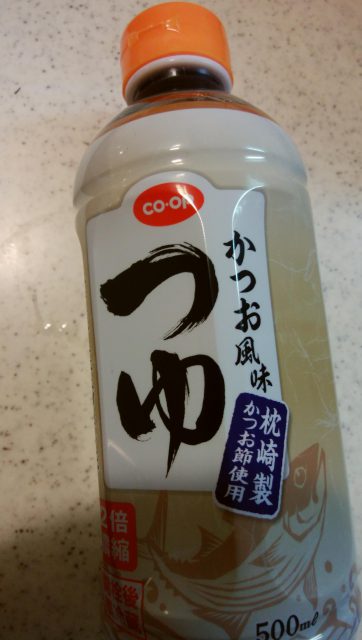 CO·OP
かつお風味
つゆ
枕崎製
かつお節使用
2倍
濃縮
500ml